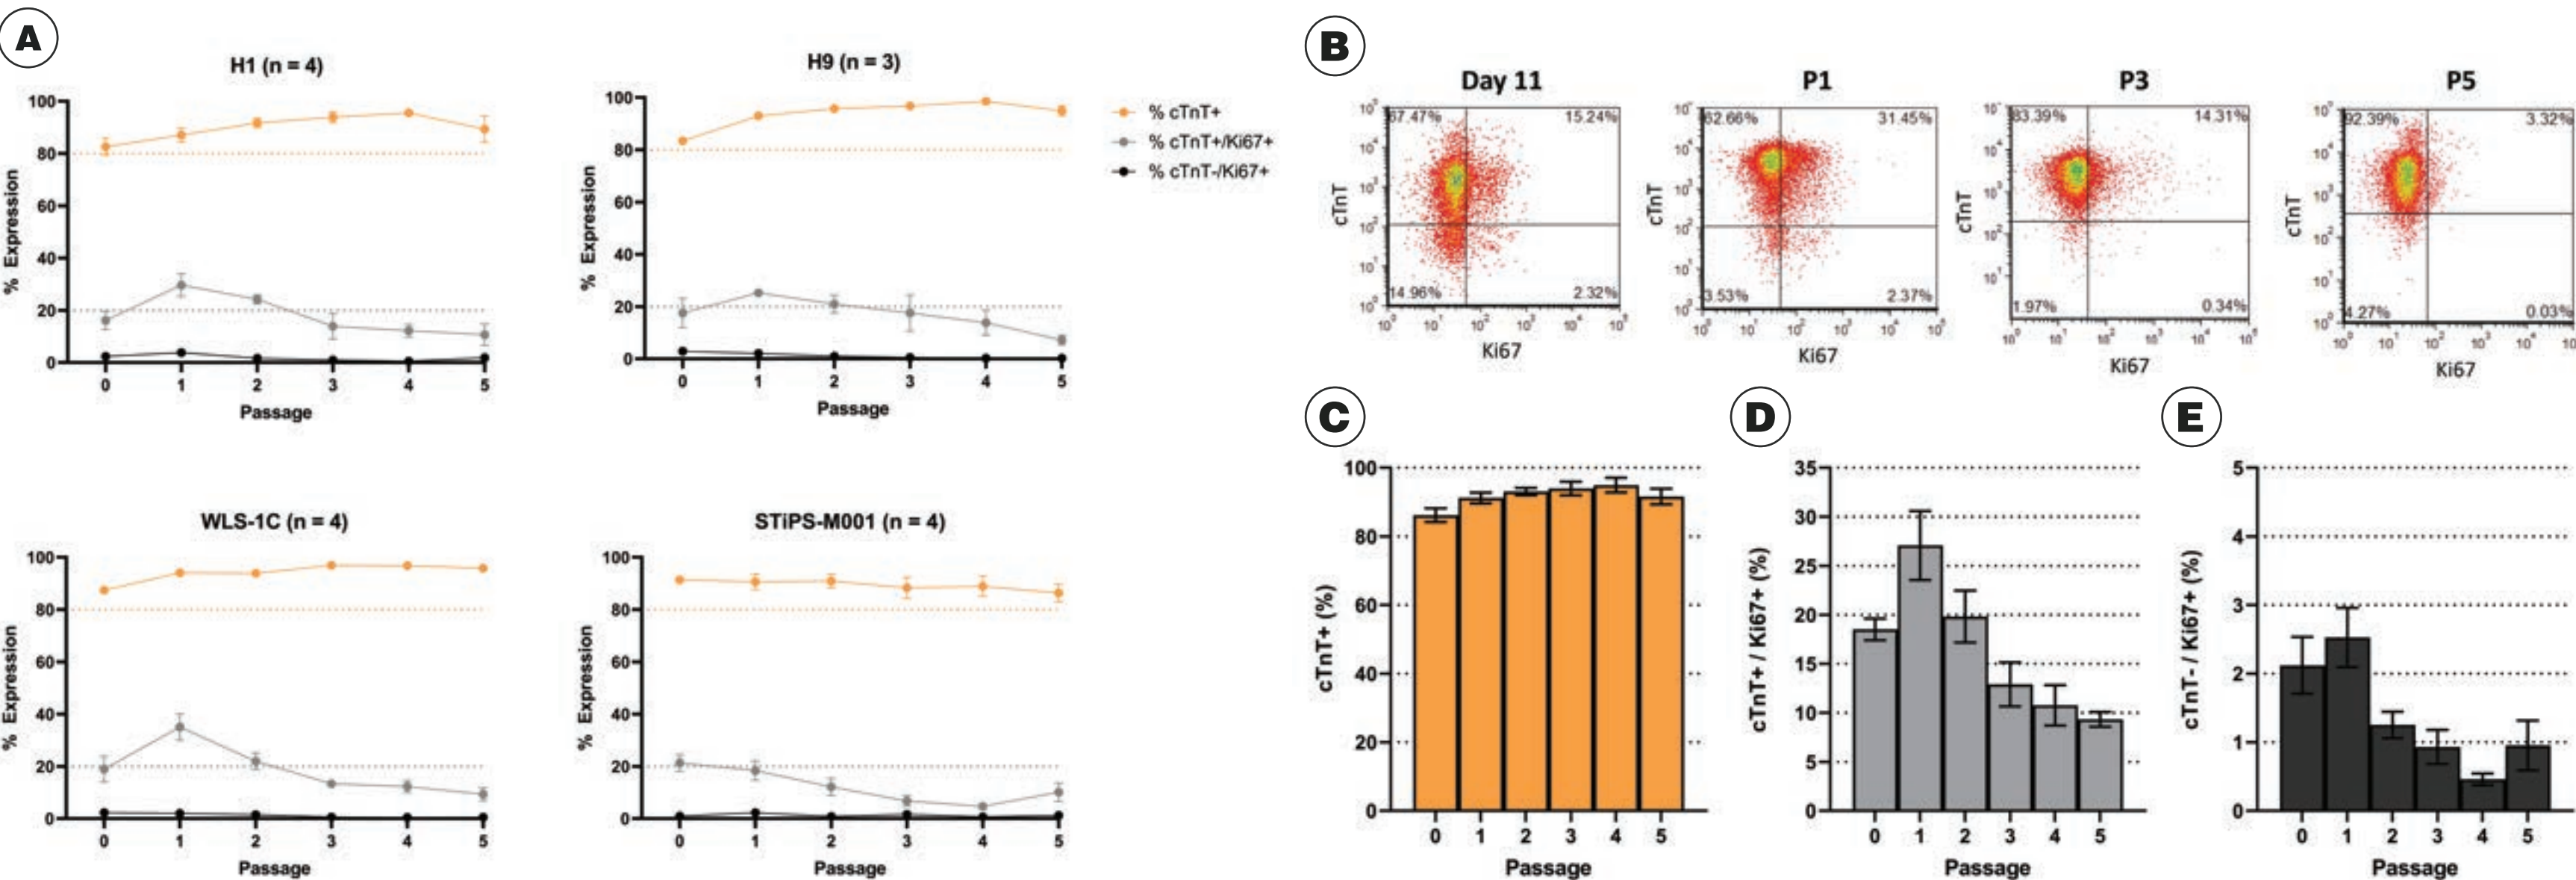 A
H1 (n = 4)
100
80
60
40
20
0
% Expression
0 1 2 3 4 5
Passage
H9 (n = 3)
100
80
60
40
20
0
% Expression
0 1 2 3 4 5
Passage
% cTnT+
% cTnT+/Ki67+
% cTnT-/Ki67+
WLS-1C (n = 4)
100
80
60
40
20
0
% Expression
0 1 2 3 4 5
Passage
STiPS-M001 (n = 4)
100
80
60
40
20
0
% Expression
0 1 2 3 4 5
Passage
B
Day 11
67.47% 15.24%
14.96% 2.32%
cTnT
Ki67
P1
62.66% 31.45%
3.53% 2.37%
cTnT
Ki67
P3
83.39% 14.31%
1.97% 0.34%
cTnT
Ki67
P5
92.39% 3.32%
4.27% 0.03%
cTnT
Ki67
C
100
80
60
40
20
0
cTnT+ (%)
0 1 2 3 4 5
Passage
D
35
30
25
20
15
10
5
0
cTnT+ / Ki67+ (%)
0 1 2 3 4 5
Passage
E
5
4
3
2
1
0
cTnT- / Ki67+ (%)
0 1 2 3 4 5
Passage